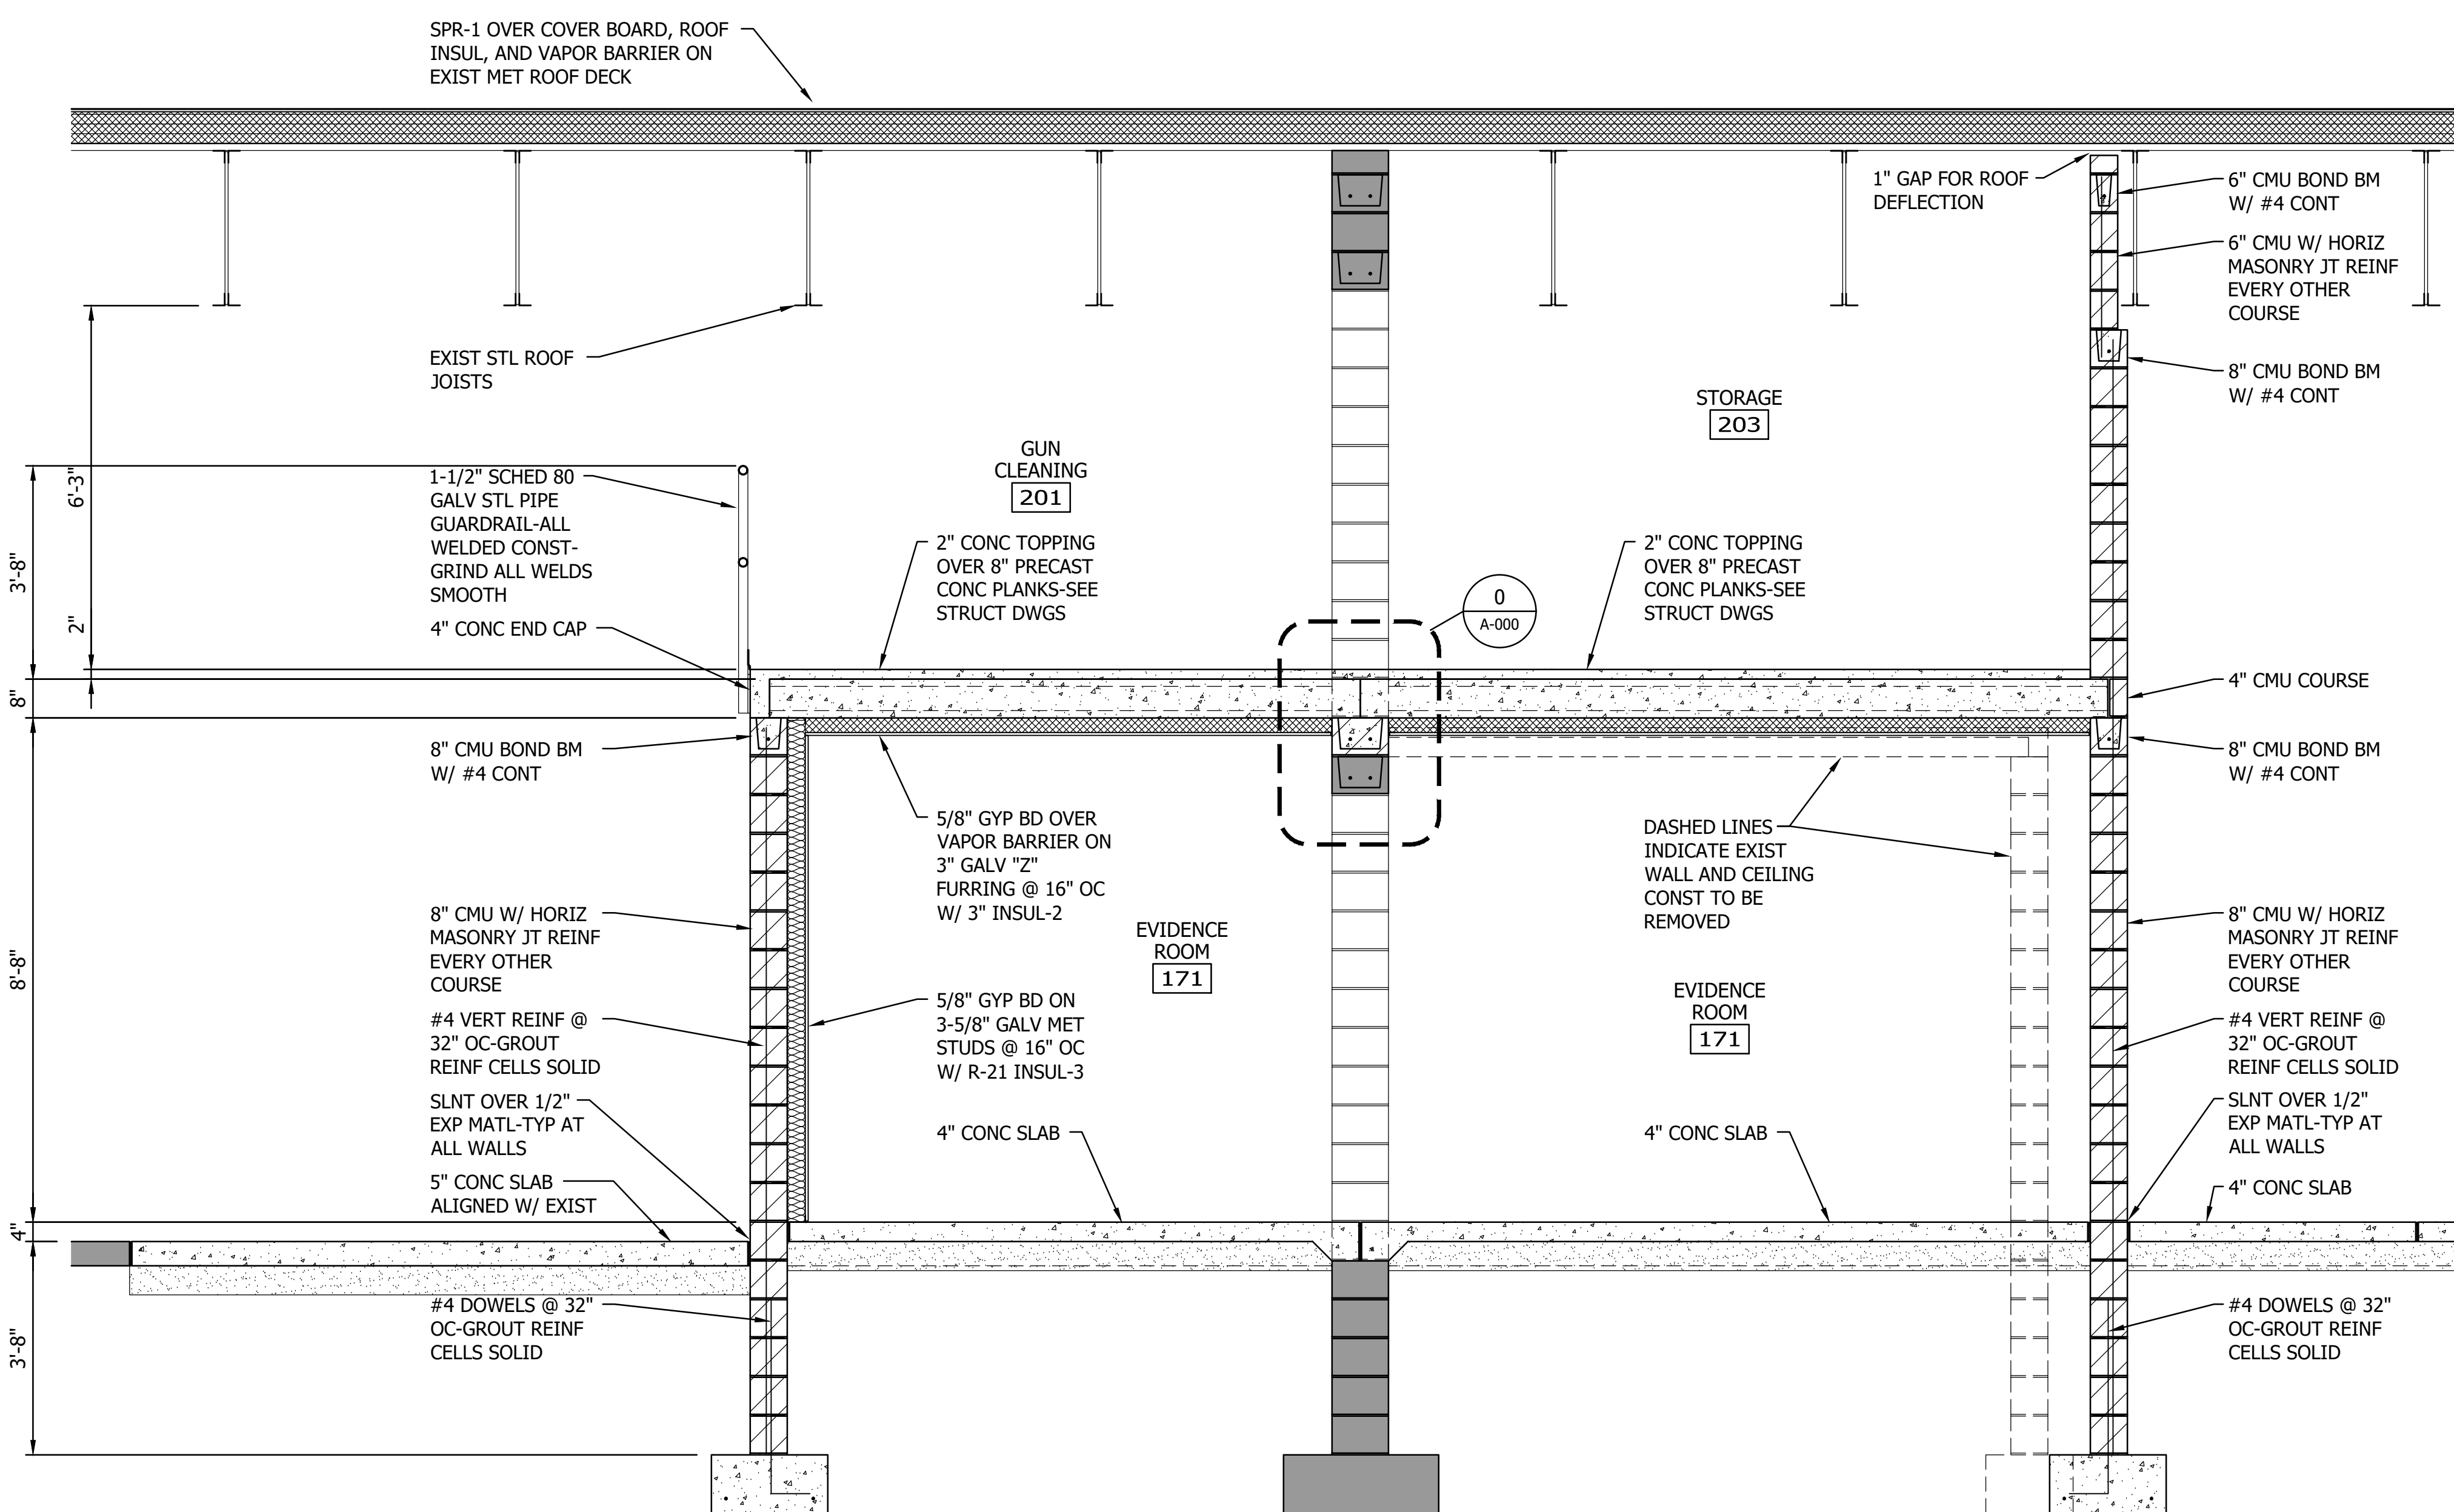 SPR-1 OVER COVER BOARD, ROOF
INSUL, AND VAPOR BARRIER ON
EXIST MET ROOF DECK
1" GAP FOR ROOF
DEFLECTION
6" CMU BOND BM
W/ #4 CONT
6" CMU W/ HORIZ
MASONRY JT REINF
EVERY OTHER
COURSE
8" CMU BOND BM
W/ #4 CONT
EXIST STL ROOF
JOISTS
STORAGE
203
GUN
CLEANING
201
6'-3"
3'-8"
2"
8"
8'-8"
4"
3'-8"
1-1/2" SCHED 80
GALV STL PIPE
GUARDRAIL-ALL
WELDED CONST-
GRIND ALL WELDS
SMOOTH
4" CONC END CAP
2" CONC TOPPING
OVER 8" PRECAST
CONC PLANKS-SEE
STRUCT DWGS
0
A-000
2" CONC TOPPING
OVER 8" PRECAST
CONC PLANKS-SEE
STRUCT DWGS
4" CMU COURSE
8" CMU BOND BM
W/ #4 CONT
8" CMU BOND BM
W/ #4 CONT
5/8" GYP BD OVER
VAPOR BARRIER ON
3" GALV "Z"
FURRING @ 16" OC
W/ 3" INSUL-2
DASHED LINES
INDICATE EXIST
WALL AND CEILING
CONST TO BE
REMOVED
8" CMU W/ HORIZ
MASONRY JT REINF
EVERY OTHER
COURSE
EVIDENCE
ROOM
171
EVIDENCE
ROOM
171
8" CMU W/ HORIZ
MASONRY JT REINF
EVERY OTHER
COURSE
#4 VERT REINF @
32" OC-GROUT
REINF CELLS SOLID
5/8" GYP BD ON
3-5/8" GALV MET
STUDS @ 16" OC
W/ R-21 INSUL-3
#4 VERT REINF @
32" OC-GROUT
REINF CELLS SOLID
SLNT OVER 1/2"
EXP MATL-TYP AT
ALL WALLS
4" CONC SLAB
4" CONC SLAB
SLNT OVER 1/2"
EXP MATL-TYP AT
ALL WALLS
5" CONC SLAB
ALIGNED W/ EXIST
4" CONC SLAB
#4 DOWELS @ 32"
OC-GROUT REINF
CELLS SOLID
#4 DOWELS @ 32"
OC-GROUT REINF
CELLS SOLID